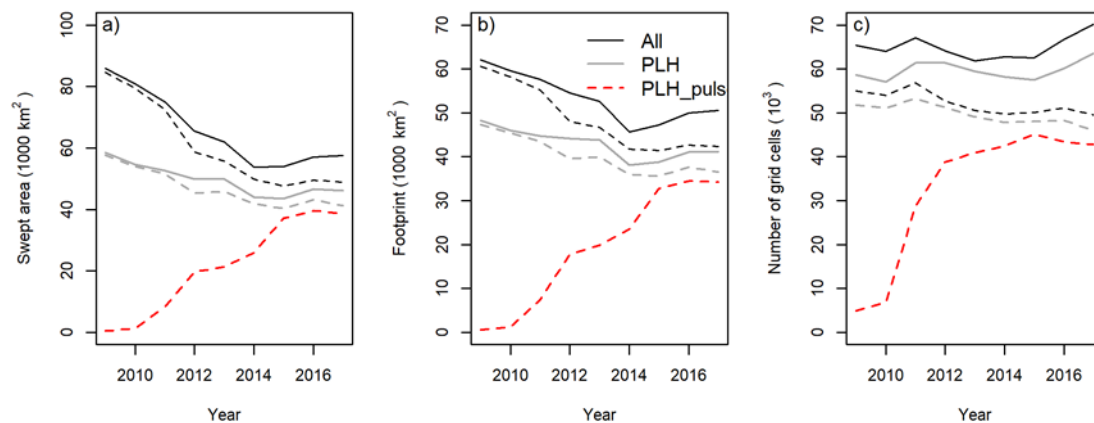 a)
Swept area (1000 km²)
100
80
60
40
20
0
2010 2012 2014 2016
Year
b)
All
PLH
PLH_puls
Footprint (1000 km²)
70
60
50
40
30
20
10
0
2010 2012 2014 2016
Year
c)
Number of grid cells (10³)
70
60
50
40
30
20
10
0
2010 2012 2014 2016
Year